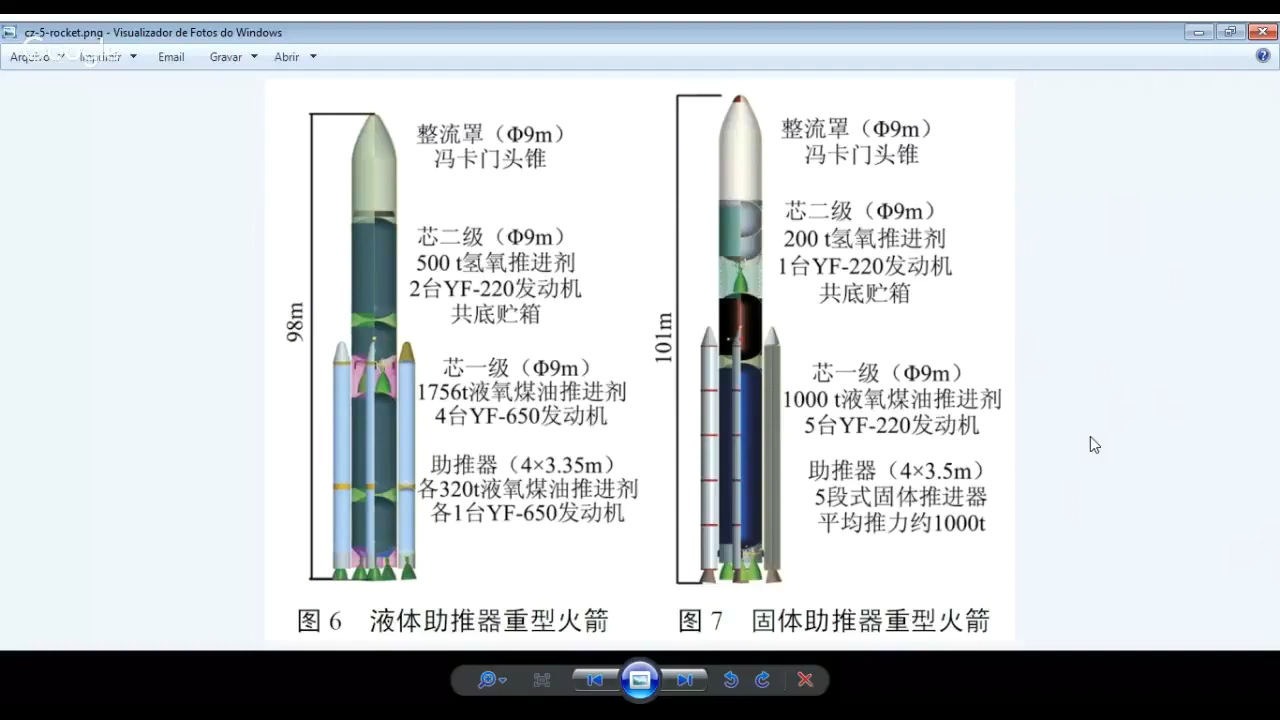 cz-5-rocket.png - Visualizador de Fotos do Windows
Arquivo Imprimir Email Gravar Abrir
整流罩（Φ9m）
冯卡门头锥
芯二级（Φ9m）
500 t氢氧推进剂
2台YF-220发动机
共底贮箱
98m
芯一级（Φ9m）
1756t液氧煤油推进剂
4台YF-650发动机
助推器（4×3.35m）
各320t液氧煤油推进剂
各1台YF-650发动机
图 6 液体助推器重型火箭
整流罩（Φ9m）
冯卡门头锥
芯二级（Φ9m）
200 t氢氧推进剂
1台YF-220发动机
共底贮箱
101m
芯一级（Φ9m）
1000 t液氧煤油推进剂
5台YF-220发动机
助推器（4×3.5m）
5段式固体推进器
平均推力约1000t
图 7 固体助推器重型火箭